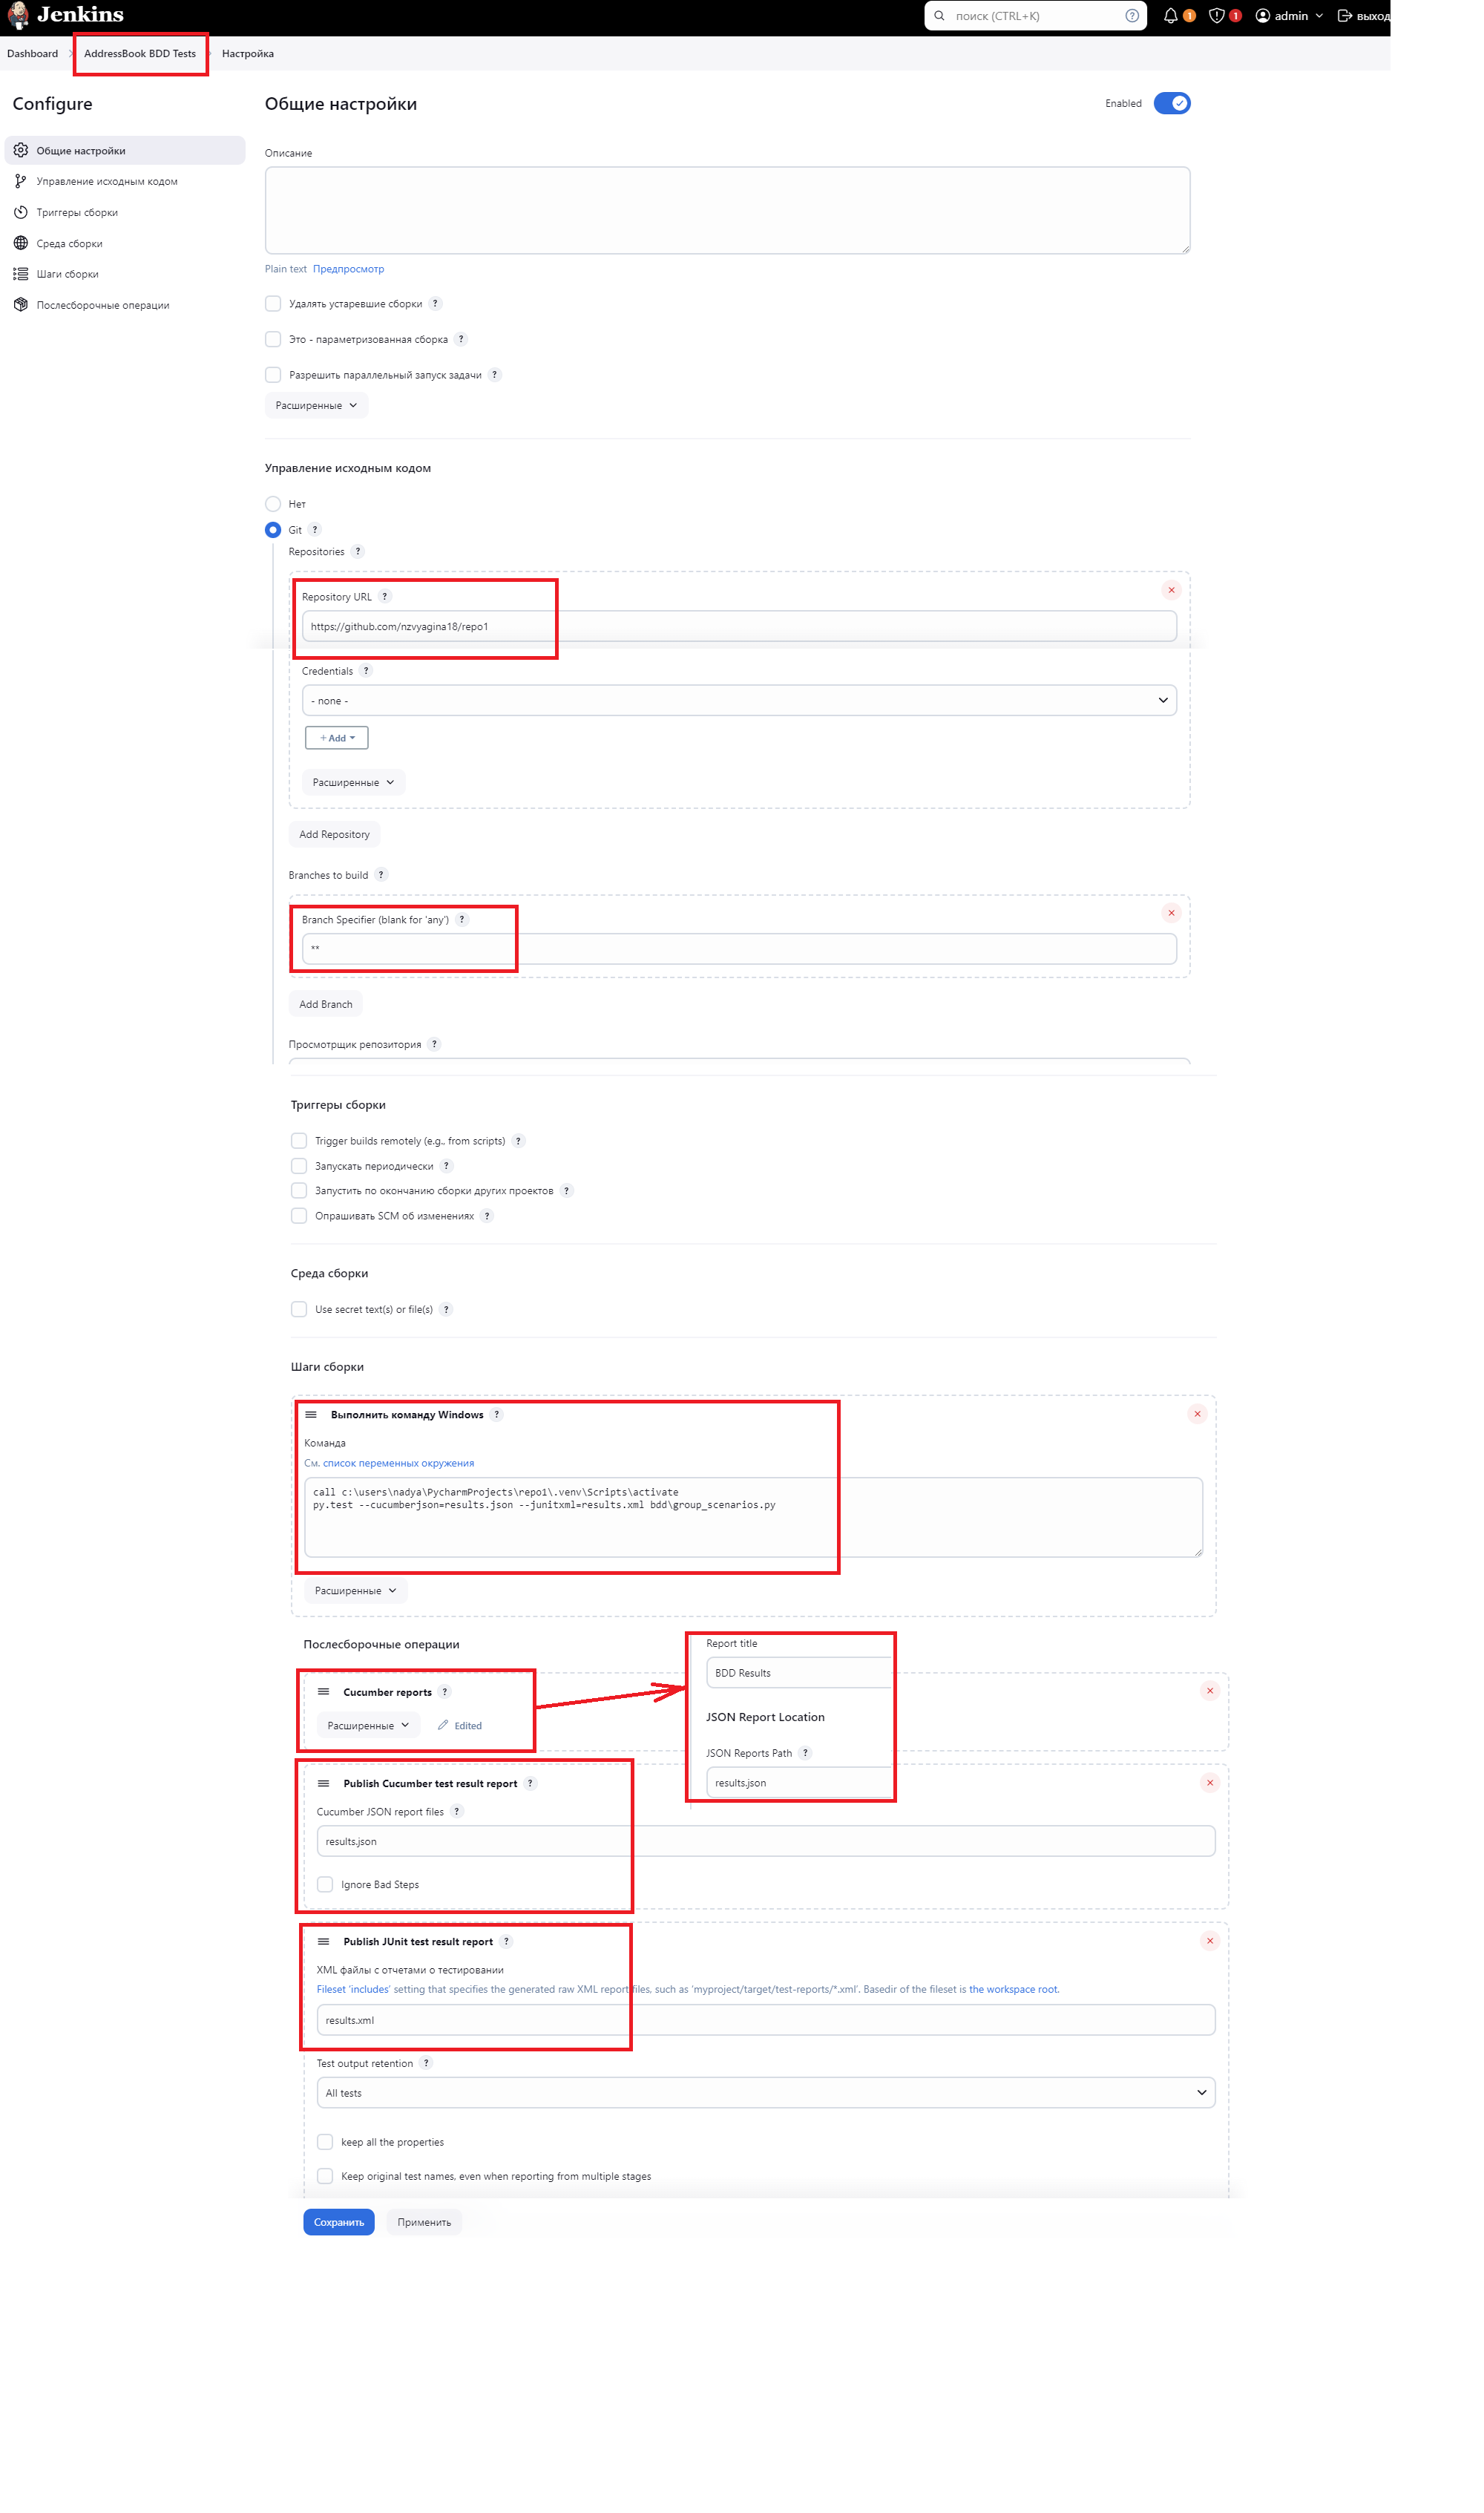 Jenkins
поиск (CTRL+K)
?
1
1
admin
выход
Dashboard
AddressBook BDD Tests
Настройка
Configure
Общие настройки
Управление исходным кодом
Триггеры сборки
Среда сборки
Шаги сборки
Послесборочные операции
Общие настройки
Enabled
Описание
Plain text Предпросмотр
Удалять устаревшие сборки ?
Это - параметризованная сборка ?
Разрешить параллельный запуск задачи ?
Расширенные
Управление исходным кодом
Нет
Git ?
Repositories ?
Repository URL ?
https://github.com/nzvyagina18/repo1
Credentials ?
- none -
+ Add
Расширенные
Add Repository
Branches to build ?
Branch Specifier (blank for 'any') ?
**
Add Branch
Просмотрщик репозитория ?
Триггеры сборки
Trigger builds remotely (e.g., from scripts) ?
Запускать периодически ?
Запустить по окончанию сборки других проектов ?
Опрашивать SCM об изменениях ?
Среда сборки
Use secret text(s) or file(s) ?
Шаги сборки
Выполнить команду Windows ?
Команда
См. список переменных окружения
call c:\users\nadya\PycharmProjects\repo1\.venv\Scripts\activate
py.test --cucumberjson=results.json --junitxml=results.xml bdd\group_scenarios.py
Расширенные
Послесборочные операции
Cucumber reports ?
Расширенные
Edited
Report title
BDD Results
JSON Report Location
JSON Reports Path ?
results.json
Publish Cucumber test result report ?
Cucumber JSON report files ?
results.json
Ignore Bad Steps
Publish JUnit test result report ?
XML файлы с отчетами о тестировании
Fileset 'includes' setting that specifies the generated raw XML report files, such as 'myproject/target/test-reports/*.xml'. Basedir of the fileset is the workspace root.
results.xml
Test output retention ?
All tests
keep all the properties
Keep original test names, even when reporting from multiple stages
Сохранить
Применить